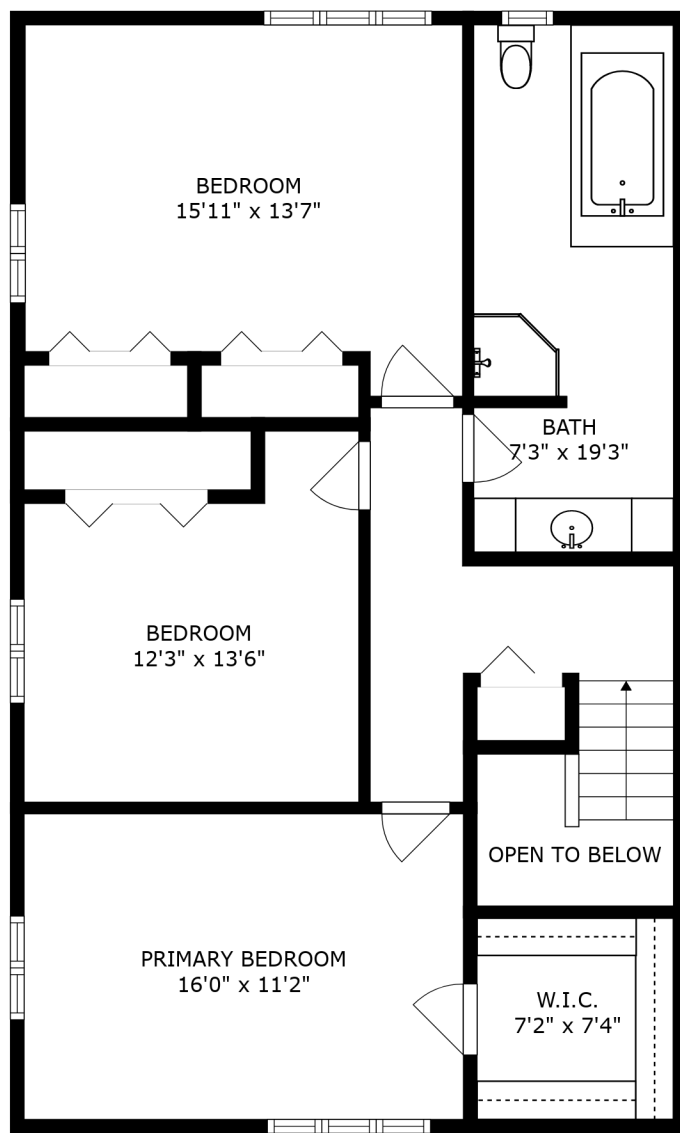 BEDROOM
15'11" x 13'7"
BATH
7'3" x 19'3"
BEDROOM
12'3" x 13'6"
OPEN TO BELOW
PRIMARY BEDROOM
16'0" x 11'2"
W.I.C.
7'2" x 7'4"